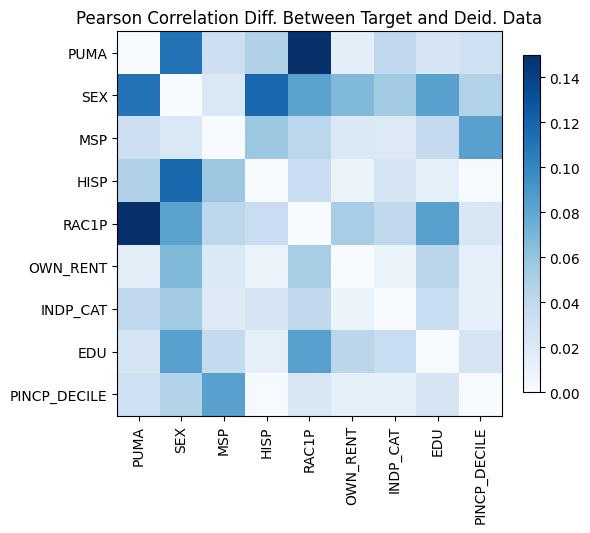 Pearson Correlation Diff. Between Target and Deid. Data
PUMA
SEX
MSP
HISP
RAC1P
OWN_RENT
INDP_CAT
EDU
PINCP_DECILE
PUMA
SEX
MSP
HISP
RAC1P
OWN_RENT
INDP_CAT
EDU
PINCP_DECILE
0.14
0.12
0.10
0.08
0.06
0.04
0.02
0.00